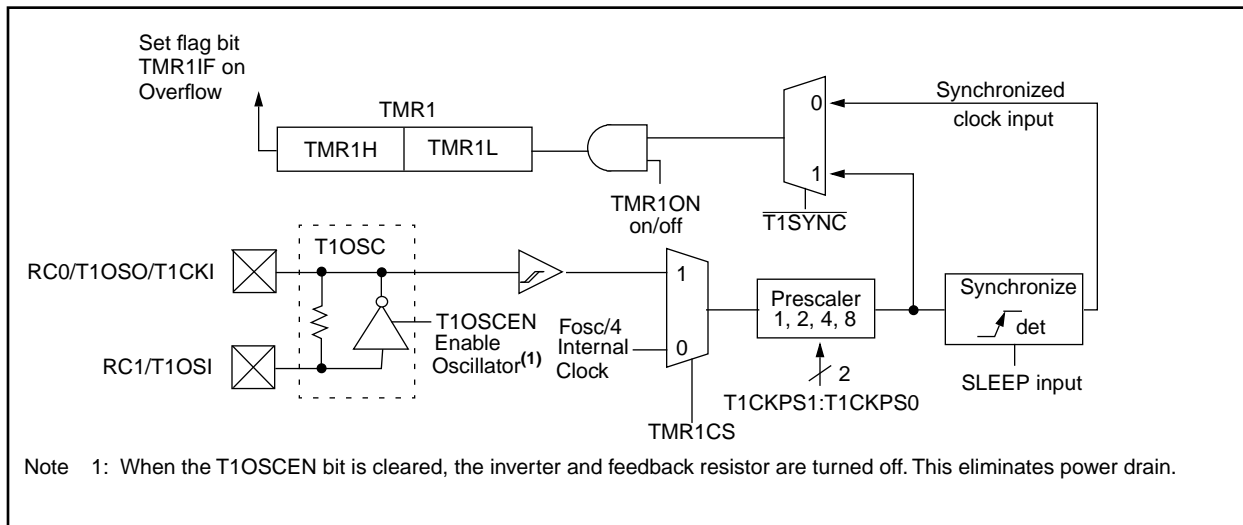 Set flag bit
TMR1IF on
Overflow
TMR1
TMR1H
TMR1L
0
1
Synchronized
clock input
TMR1ON
on/off
T1SYNC
T1OSC
RC0/T1OSO/T1CKI
RC1/T1OSI
T1OSCEN
Enable
Oscillator(1)
Fosc/4
Internal
Clock
1
0
TMR1CS
Prescaler
1, 2, 4, 8
2
T1CKPS1:T1CKPS0
Synchronize
det
SLEEP input
Note 1: When the T1OSCEN bit is cleared, the inverter and feedback resistor are turned off. This eliminates power drain.